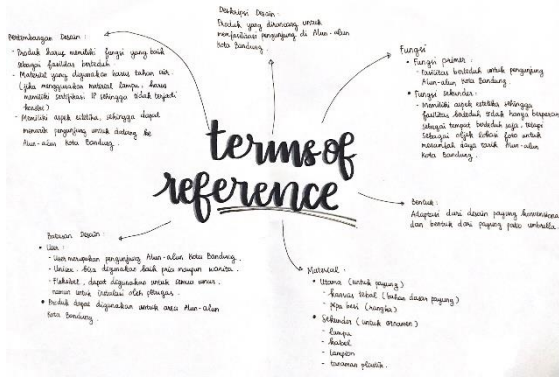 Deskripsi Desain :
Produk yang dirancang untuk
memfasilitasi pengunjung di Alun-alun
Kota Bandung.
Pertimbangan Desain :
- Produk harus memiliki fungsi yang baik
sebagai fasilitas berteduh
- Material yang digunakan harus tahan air.
(jika menggunakan material lampu, harus
memiliki sertifikasi IP sehingga tidak terjadi
- Memiliki aspek estetika, sehingga dapat
menarik pengunjung untuk datang ke
Alun-alun Kota Bandung.
Fungsi
• Fungsi primer :
- fasilitas berteduh untuk pengunjung
Alun-alun Kota Bandung.
• Fungsi sekunder :
- Memiliki aspek estetika sehingga
fasilitas berteduh tidak hanya berperan
sebagai tempat berteduh saja, tetapi
sebagai objek lokasi foto untuk
menambah daya tarik Alun-alun
Kota Bandung.
terms of
reference
Bentuk :
Adaptasi dari desain payung konvensional
dan bentuk dari payung patio umbrella.
Batasan Desain :
• User :
- User merupakan pengunjung Alun-alun Kota Bandung.
- Unisex, bisa digunakan baik pria maupun wanita.
- Fleksibel, dapat digunakan untuk semua umur,
namun untuk instalasi oleh petugas.
• Produk dapat digunakan untuk area Alun-alun
Kota Bandung.
Material :
• Utama (untuk payung)
- kanvas tebal (bahan dasar payung)
- pipa besi (rangka)
• Sekunder (untuk ornamen)
- lampu
- kabel
- lampion
- tanaman plastik.